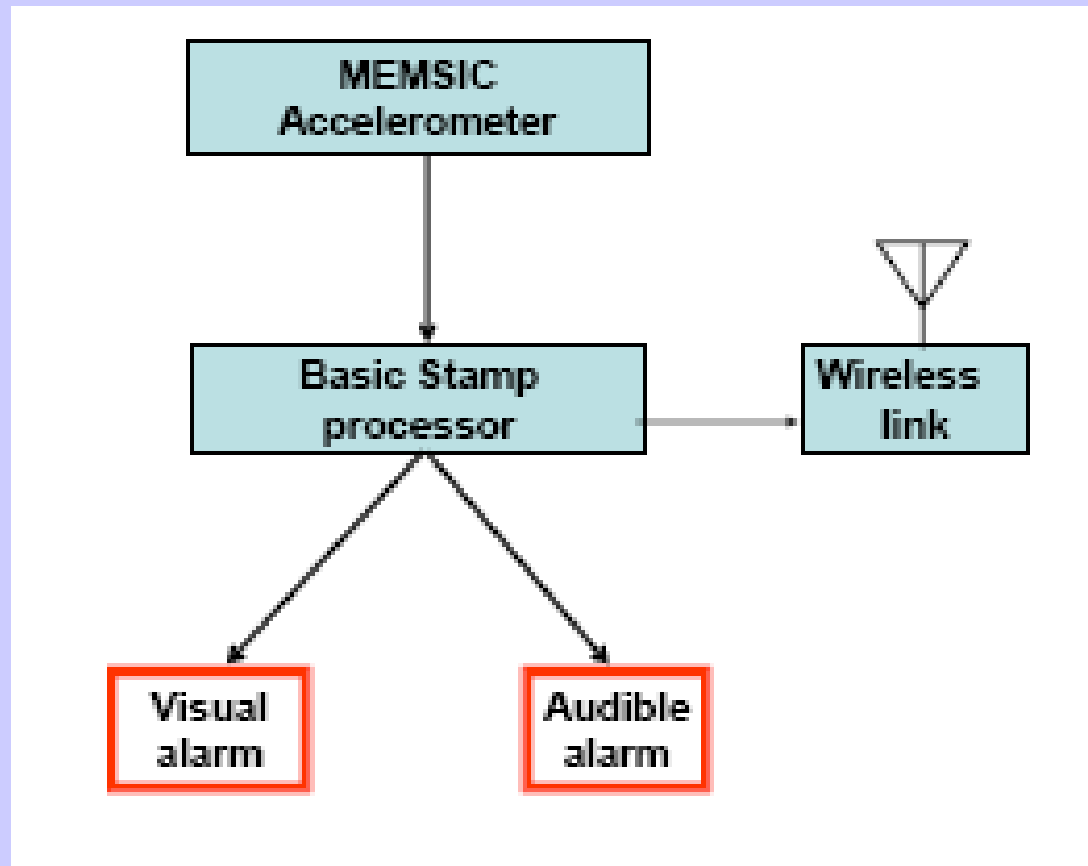 MEMSIC
Accelerometer
Basic Stamp
processor
Wireless
link
Visual
alarm
Audible
alarm